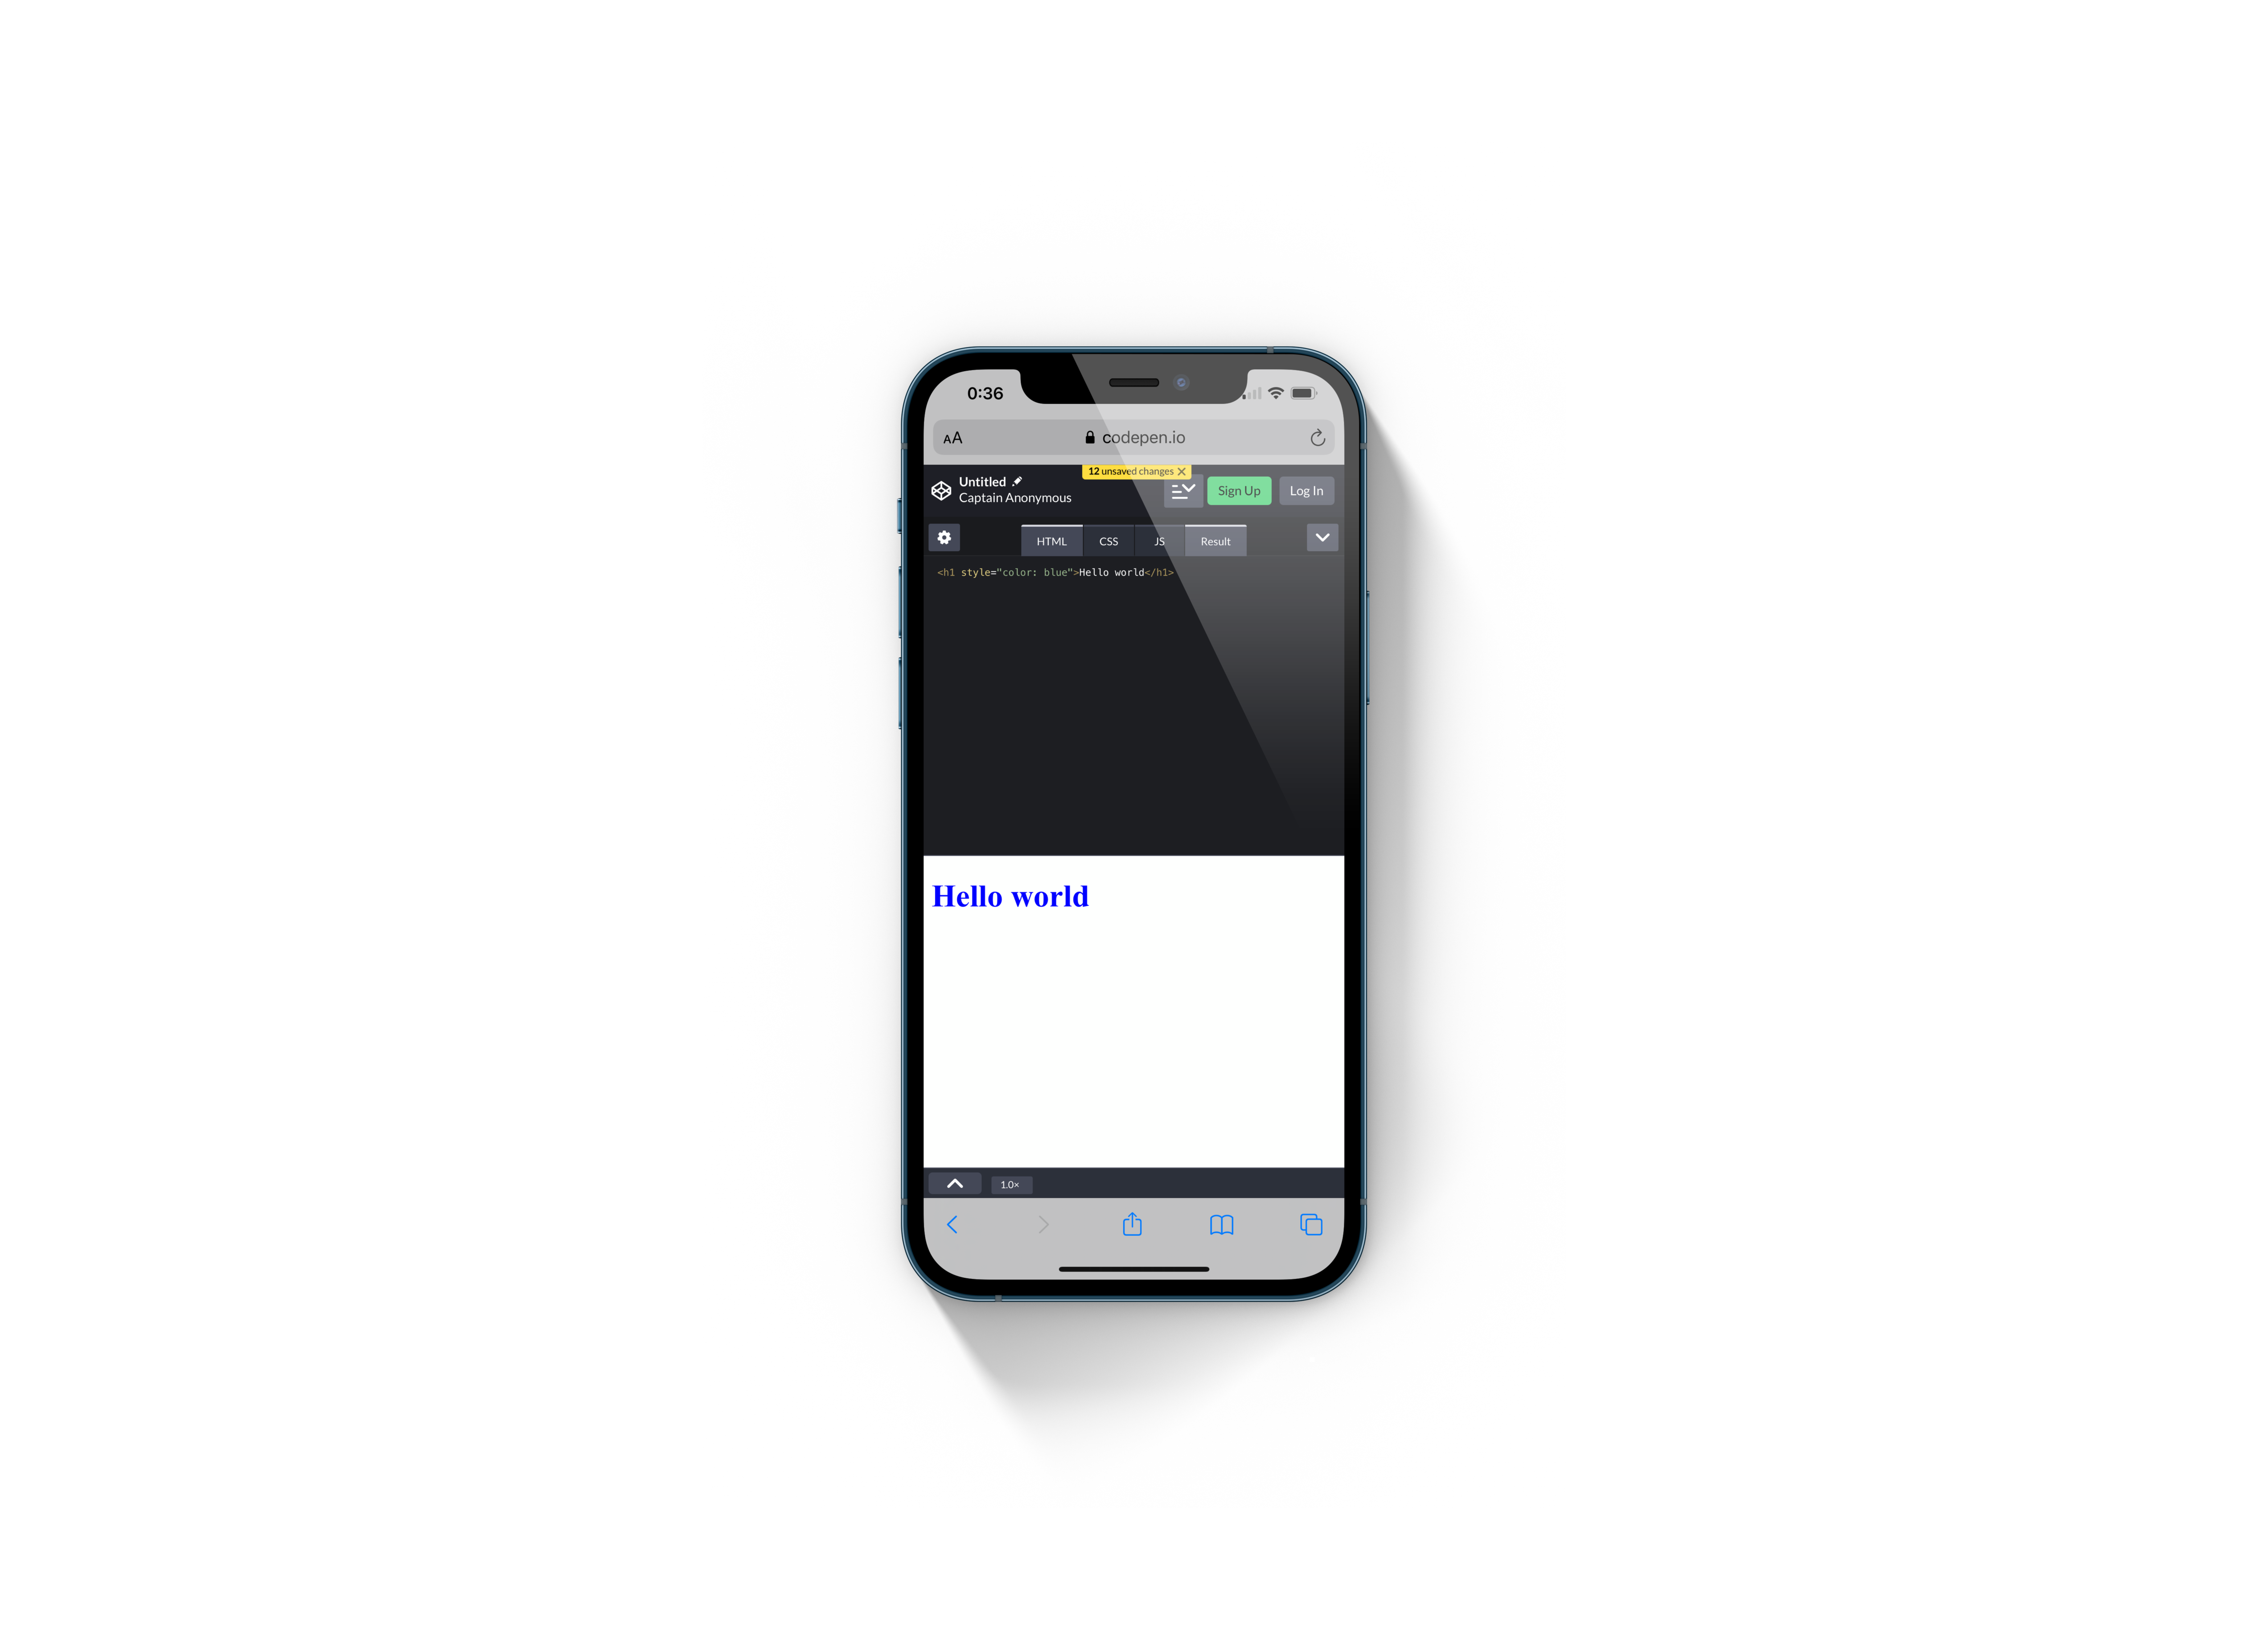 0:36
AA
codepen.io
12 unsaved changes
Untitled
Captain Anonymous
Sign Up
Log In
HTML
CSS
JS
Result
<h1 style="color: blue">Hello world</h1>
Hello world
1.0×